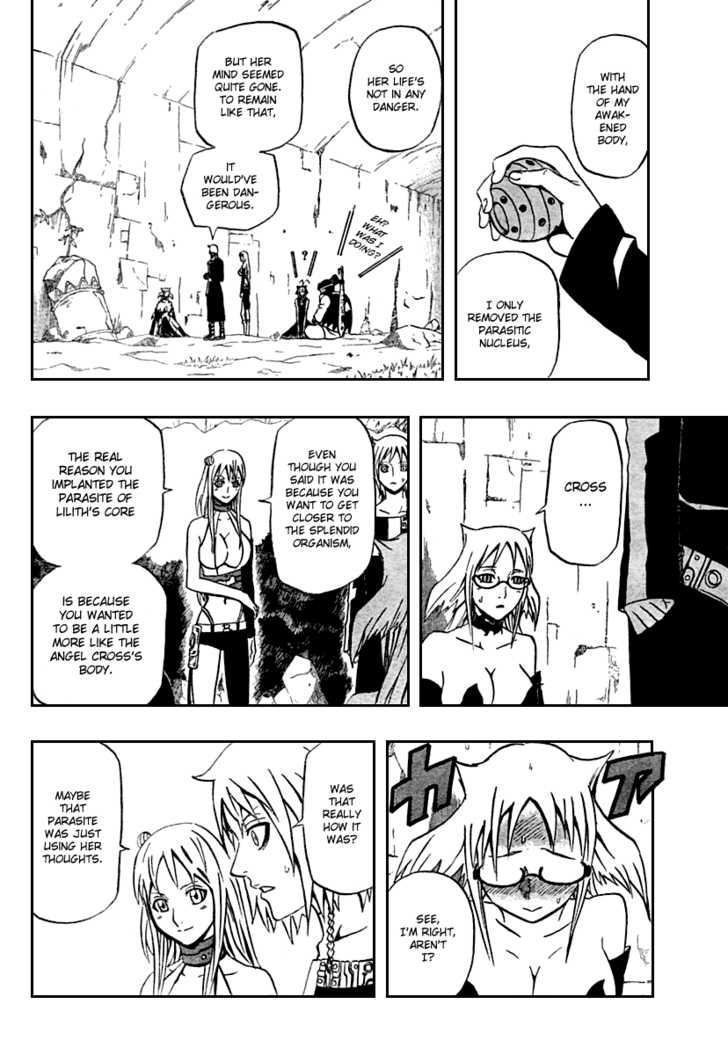 WITH
THE HAND
OF MY
AWAK-
ENED
BODY,
I ONLY
REMOVED THE
PARASITIC
NUCLEUS,
SO
HER LIFE'S
NOT IN ANY
DANGER.
BUT HER
MIND SEEMED
QUITE GONE.
TO REMAIN
LIKE THAT,
IT
WOULD'VE
BEEN DAN-
GEROUS.
?
EH?
WHAT
WAS I
DOING?
CROSS
...
EVEN
THOUGH YOU
SAID IT WAS
BECAUSE YOU
WANT TO GET
CLOSER TO
THE SPLENDID
ORGANISM,
THE REAL
REASON YOU
IMPLANTED THE
PARASITE OF
LILITH'S CORE
IS BECAUSE
YOU WANTED
TO BE A LITTLE
MORE LIKE THE
ANGEL CROSS'S
BODY.
カァ
SEE,
I'M RIGHT,
AREN'T
I?
WAS
THAT
REALLY
HOW IT
WAS?
MAYBE
THAT
PARASITE
WAS JUST
USING HER
THOUGHTS.